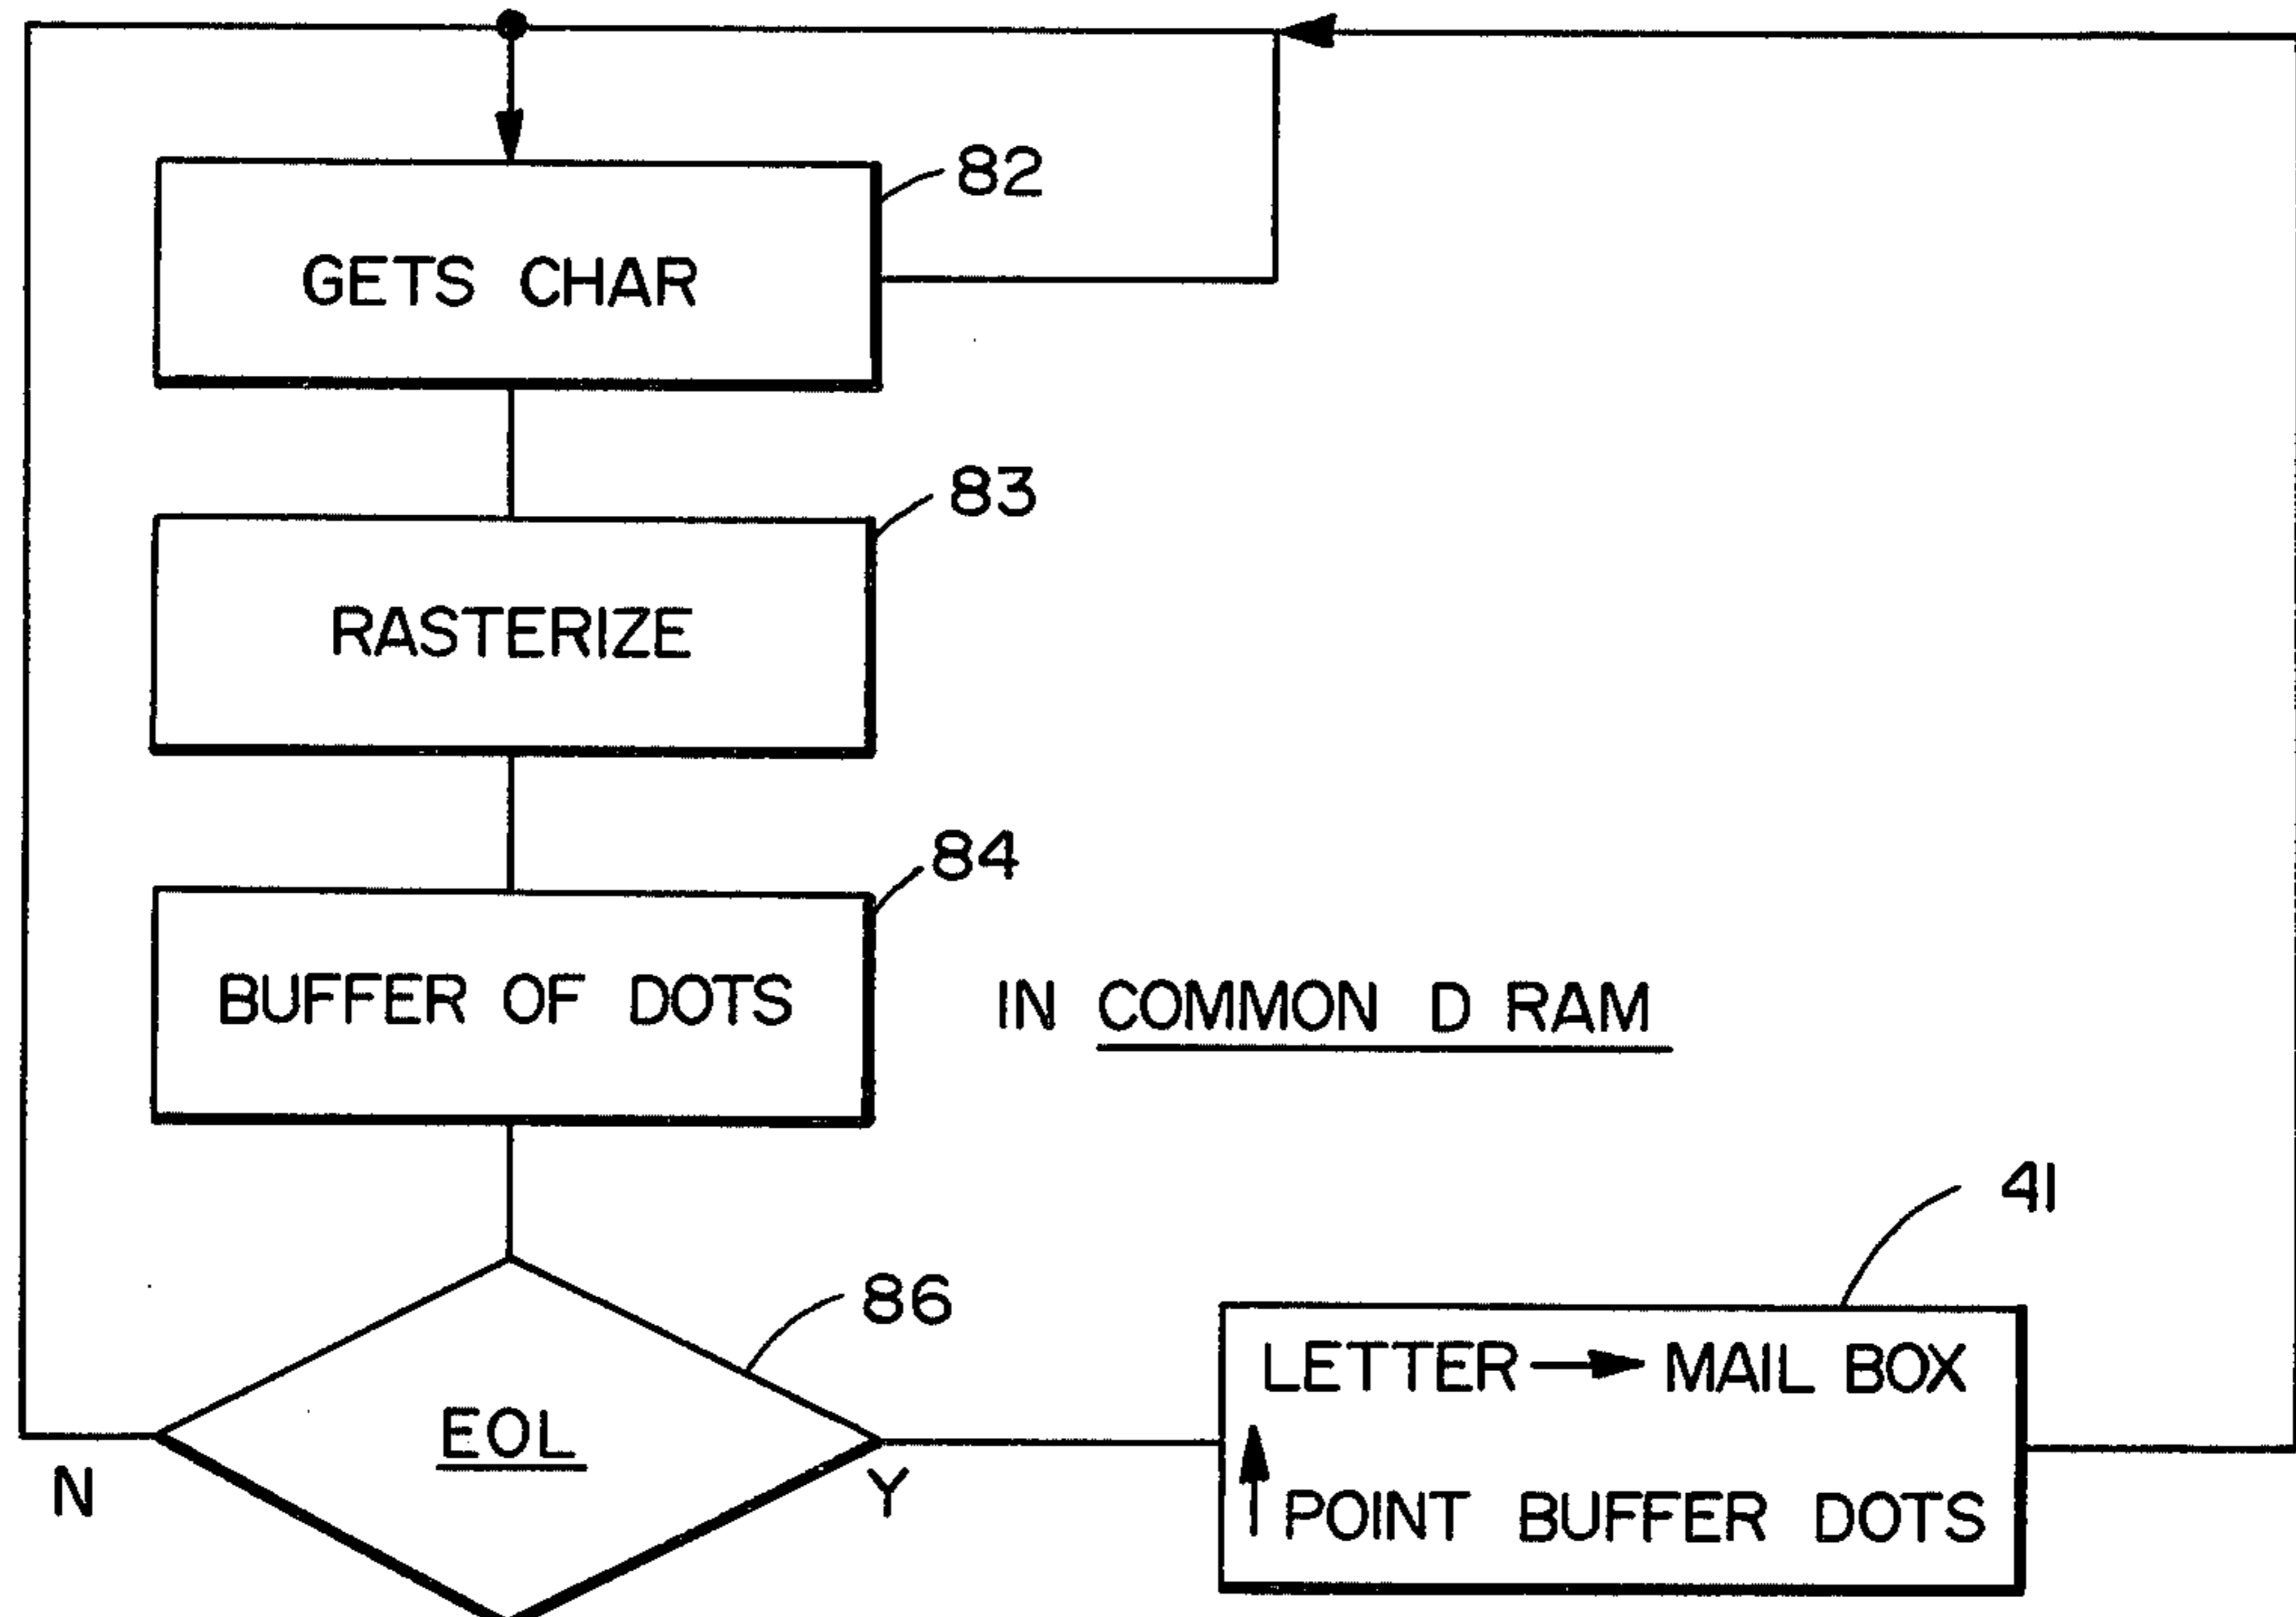 82
GETS CHAR
83
RASTERIZE
84
BUFFER OF DOTS IN COMMON D RAM
41
86
LETTER → MAIL BOX
EOL
N
Y
↑ POINT BUFFER DOTS